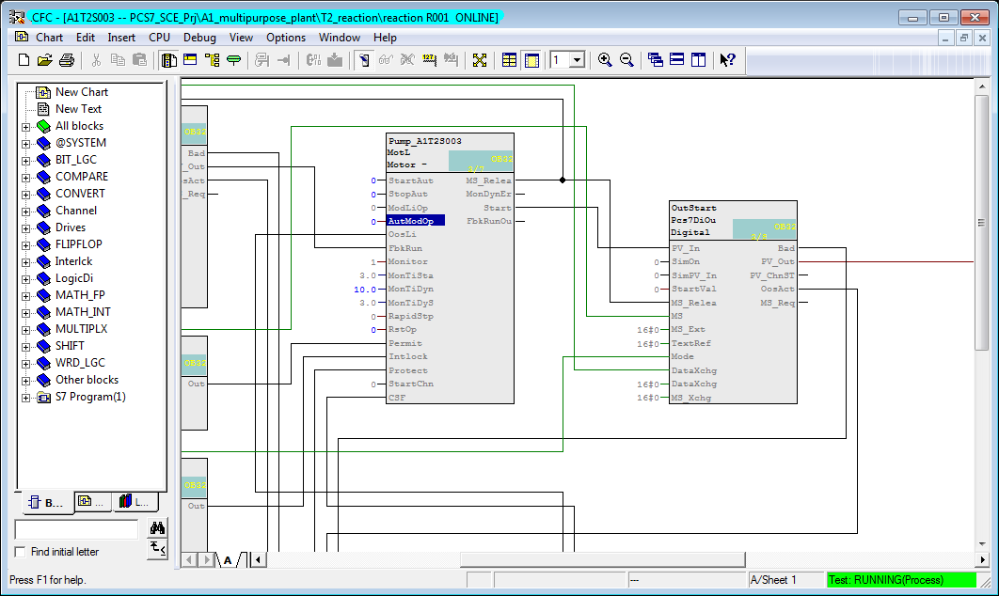 CFC - [A1T2S003 -- PCS7_SCE_Prj\A1_multipurpose_plant\T2_reaction\reaction R001 ONLINE]
Chart Edit Insert CPU Debug View Options Window Help
1
New Chart
New Text
All blocks
@SYSTEM
BIT_LGC
COMPARE
CONVERT
Channel
Drives
FLIPFLOP
Interlck
LogicDi
MATH_FP
MATH_INT
MULTIPLX
SHIFT
WRD_LGC
Other blocks
S7 Program(1)
B...
...
L...
Find initial letter
OB32
Bad
_Out
sAct
_Req
OB32
Out
OB32
Out
Pump_A1T2S003
MotL
Motor -
OB32
3/7
0 StartAut MS_Relea
0 StopAut MonDynEr
0 ModLiOp Start
0 AutModOp FbkRunOu
OosLi
FbkRun
1 Monitor
3.0 MonTiSta
10.0 MonTiDyn
3.0 MonTiDyS
0 RapidStp
0 RstOp
Permit
Intlock
Protect
0 StartChn
CSF
OutStart
Pcs7DiOu
Digital
OB32
3/8
PV_In Bad
0 SimOn PV_Out
0 SimPV_In PV_ChnST
0 StartVal OosAct
MS_Relea MS_Req
MS
16#0 MS_Ext
16#0 TextRef
Mode
DataXchg
16#0 DataXchg
16#0 MS_Xchg
A
Press F1 for help.
---
A/Sheet 1
Test: RUNNING(Process)